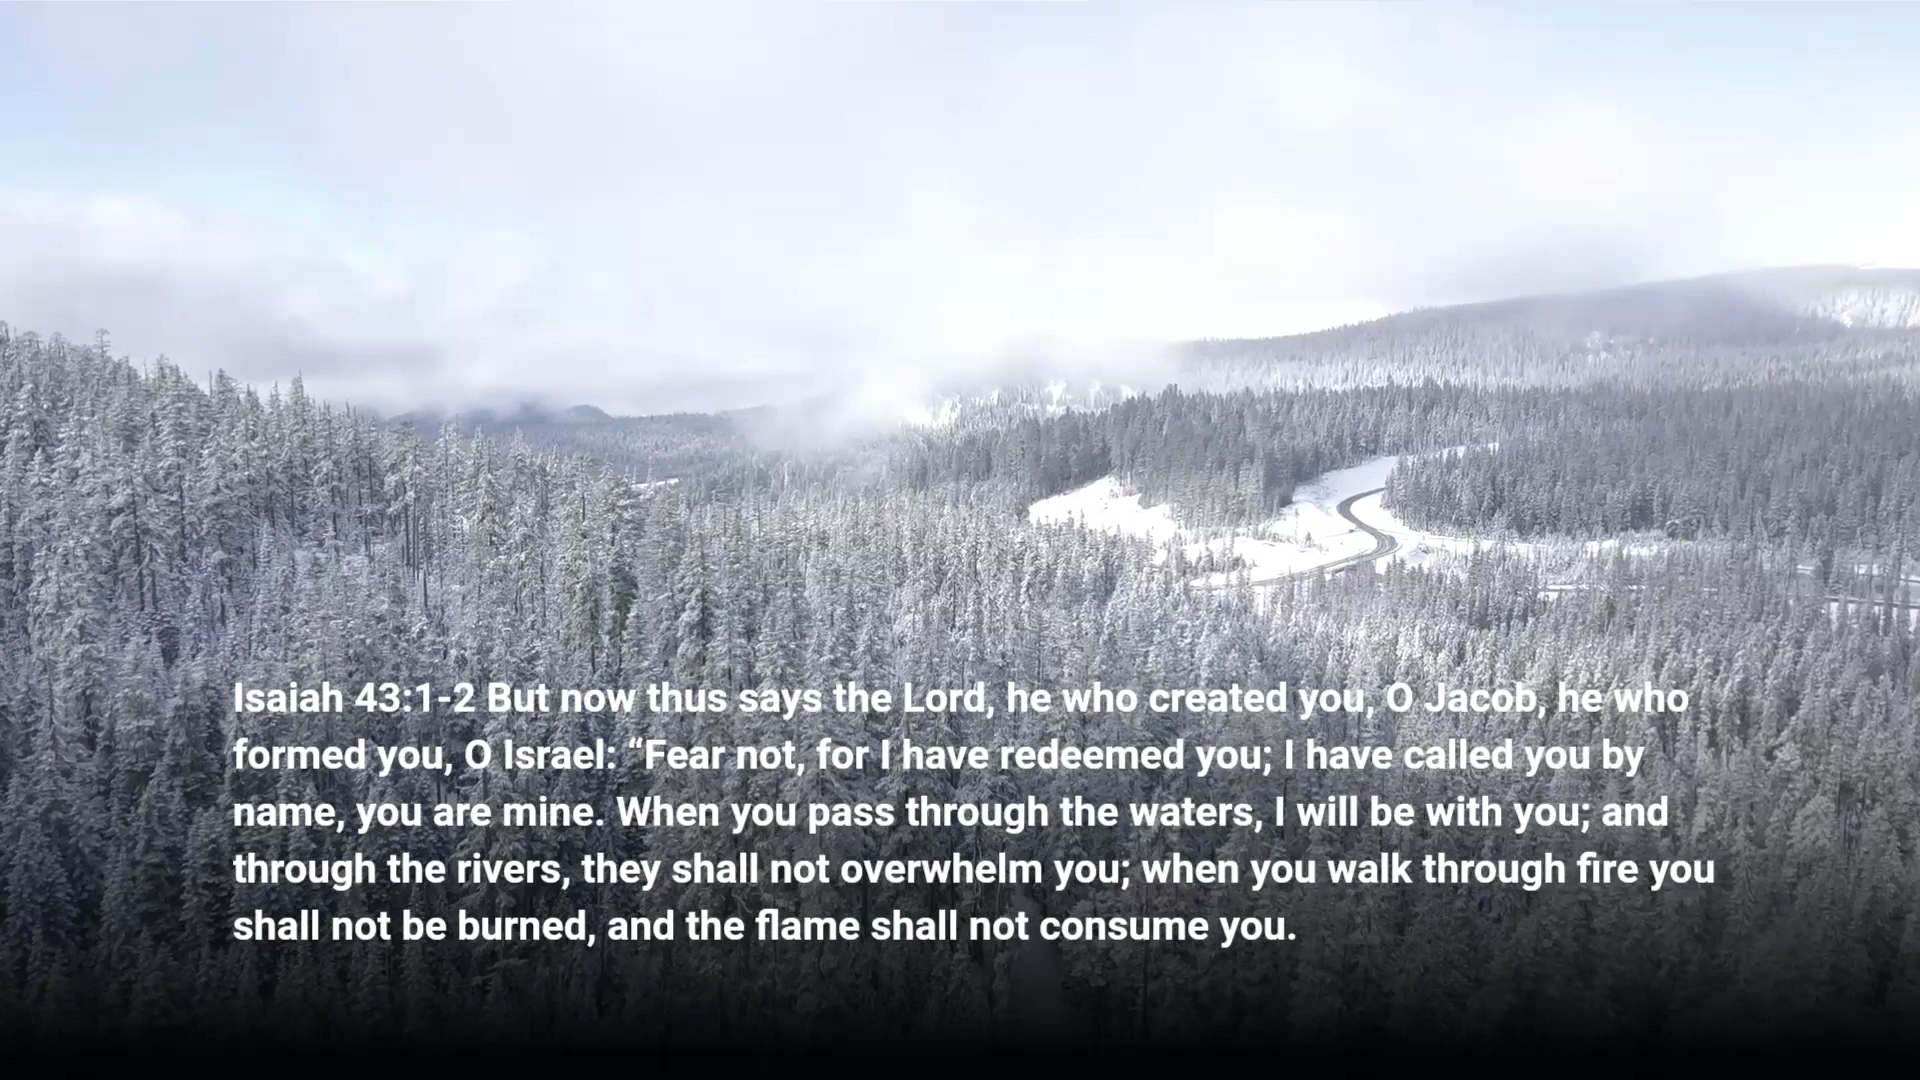 Isaiah 43:1-2 But now thus says the Lord, he who created you, O Jacob, he who
formed you, O Israel: “Fear not, for I have redeemed you; I have called you by
name, you are mine. When you pass through the waters, I will be with you; and
through the rivers, they shall not overwhelm you; when you walk through fire you
shall not be burned, and the flame shall not consume you.